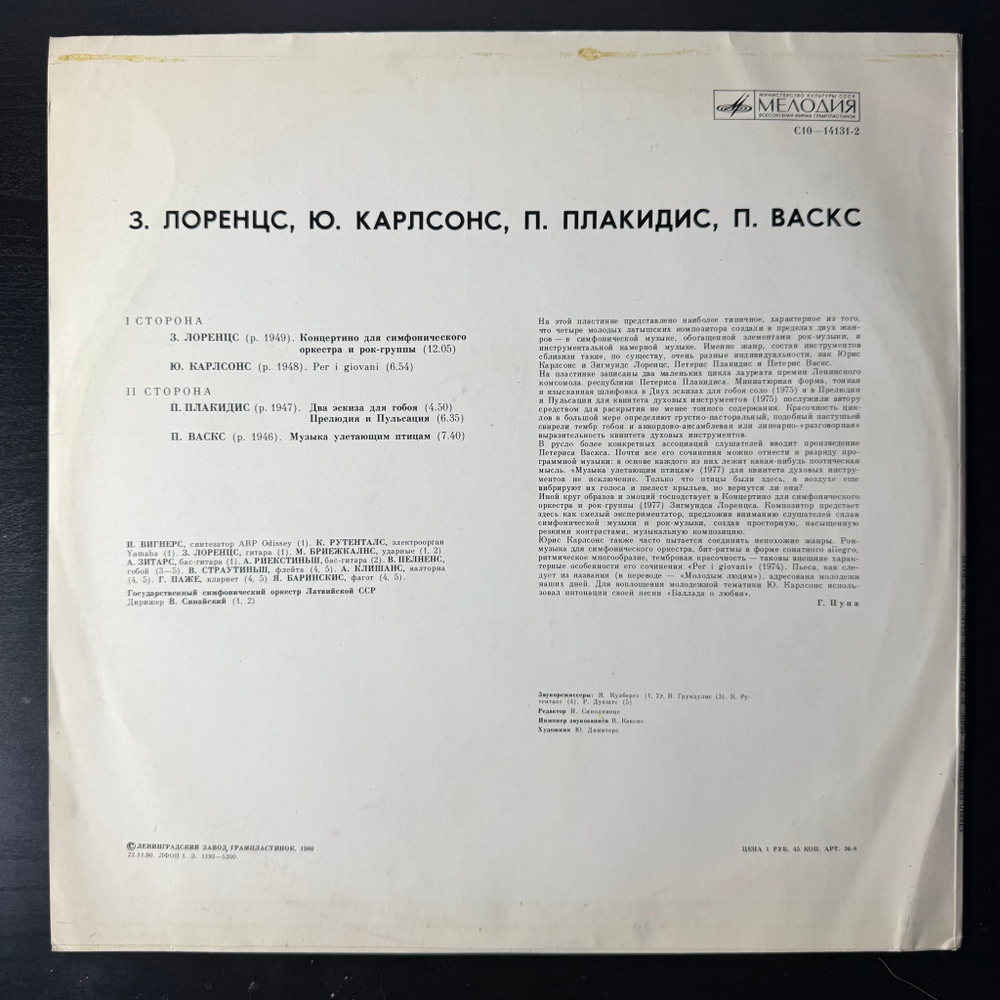 МИНИСТЕРСТВО КУЛЬТУРЫ СССР
МЕЛОДИЯ
ВСЕСОЮЗНАЯ ФИРМА ГРАМПЛАСТИНОК
С10—14131-2
З. ЛОРЕНЦС, Ю. КАРЛСОНС, П. ПЛАКИДИС, П. ВАСКС
I СТОРОНА
З. ЛОРЕНЦС (р. 1949). Концертино для симфонического
оркестра и рок-группы (12.05)
Ю. КАРЛСОНС (р. 1948). Per i giovani (6.54)
II СТОРОНА
П. ПЛАКИДИС (р. 1947). Два эскиза для гобоя (4.50)
Прелюдия и Пульсация (6.35)
П. ВАСКС (р. 1946). Музыка улетающим птицам (7.40)
И. ВИГНЕРС, синтезатор ARP Odissey (1). К. РУТЕНТАЛС, электроорган
Yamaha (1). З. ЛОРЕНЦС, гитара (1). М. БРИЕЖКАЛНС, ударные (1, 2)
А. ЗИТАРС, бас-гитара (1). А. РИЕКСТИНЬШ, бас-гитара (2). В. ПЕЛНЕНС,
гобой (3—5). В. СТРАУТИНЬШ, флейта (4, 5). А. КЛИШАНС, валторна
(4, 5). Г. ПАЖЕ, кларнет (4, 5) Я. БАРИНСКИС, фагот (4, 5).
Государственный симфонический оркестр Латвийской ССР
Дирижер В. Синайский (1, 2)
На этой пластинке представлено наиболее типичное, характерное из того,
что четыре молодых латышских композитора создали в пределах двух жан-
ров — в симфонической музыке, обогащенной элементами рок-музыки, и
инструментальной камерной музыке. Именно жанр, состав инструментов
сблизили такие, по существу, очень разные индивидуальности, как Юрис
Карлсонс и Зигмундс Лоренцс, Петерис Плакидис и Петерис Васкс.
На пластинке записаны два маленьких цикла лауреата премии Ленинского
комсомола республики Петериса Плакидиса. Миниатюрная форма, тонкая
и изысканная шлифовка в Двух эскизах для гобоя соло (1975) и в Прелюдии
и Пульсации для квинтета духовых инструментов (1975) послужили автору
средством для раскрытия не менее тонкого содержания. Красочность цик-
лов в большой мере определяют грустно-пасторальный, подобный пастушьей
свирели тембр гобоя и аккордово-ансамблевая или линеарно-«разговорная»
выразительность квинтета духовых инструментов.
В русле более конкретных ассоциаций слушателей вводит произведение
Петериса Васкса. Почти все его сочинения можно отнести к разряду про-
граммной музыки: в основе каждого из них лежит какая-нибудь поэтическая
мысль. «Музыка улетающим птицам» (1977) для квинтета духовых инстру-
ментов не исключение. Только что птицы были здесь, в воздухе еще
вибрируют их голоса и шелест крыльев, но вернутся ли они?
Иной круг образов и эмоций господствует в Концертино для симфонического
оркестра и рок-группы (1977) Зигмундса Лоренцса. Композитор предстает
здесь как смелый экспериментатор, предложив вниманию слушателей сплав
симфонической музыки и рок-музыки, создав просторную, насыщенную
резкими контрастами, музыкальную композицию.
Юрис Карлсонс также часто пытается соединить непохожие жанры. Рок-
музыка для симфонического оркестра, бит-ритмы в форме сонатного allegro,
ритмическое многообразие, тембровая красочность — таковы внешние харак-
терные особенности его сочинения «Per i giovani» (1974). Пьеса, как сле-
дует из названия (в переводе — «Молодым людям»), адресована молодежи
наших дней. Для воплощения молодежной тематики Ю. Карлсонс исполь-
зовал интонации своей песни «Баллада о любви».
Г. Пупа
Звукорежиссеры: Я. Кулбергс (1, 2), В. Грундулис (3), К. Ру-
тенталс (4), Р. Дукштс (5)
Редактор И.
Инженер звукозаписи В. Каксис
Художник Ю. Димитерс
©ЛЕНИНГРАДСКИЙ ЗАВОД ГРАМПЛАСТИНОК, 1980
22.11.80. ЛФОП 1. З. 1193—5300.
ЦЕНА 1 РУБ. 45 КОП. АРТ. 36-8